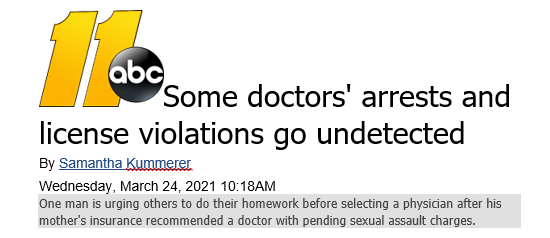 11 abc Some doctors' arrests and
license violations go undetected
By Samantha Kummerer
Wednesday, March 24, 2021 10:18AM
One man is urging others to do their homework before selecting a physician after his
mother's insurance recommended a doctor with pending sexual assault charges.